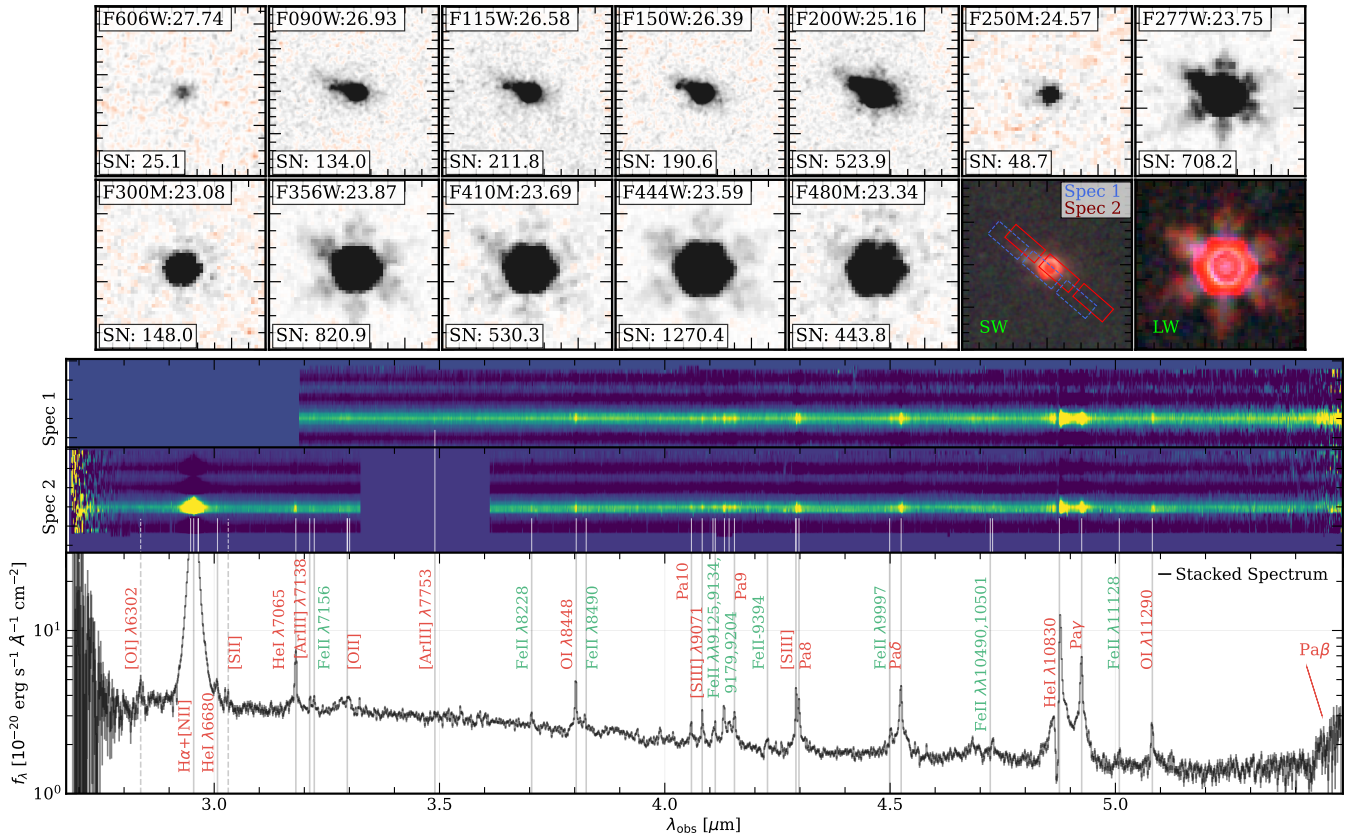 F606W:27.74
SN: 25.1
F090W:26.93
SN: 134.0
F115W:26.58
SN: 211.8
F150W:26.39
SN: 190.6
F200W:25.16
SN: 523.9
F250M:24.57
SN: 48.7
F277W:23.75
SN: 708.2
F300M:23.08
SN: 148.0
F356W:23.87
SN: 820.9
F410M:23.69
SN: 530.3
F444W:23.59
SN: 1270.4
F480M:23.34
SN: 443.8
Spec 1
Spec 2
SW
LW
Spec 1
Spec 2
Stacked Spectrum
[OI] λ6302
Hα+[NII]
HeI λ6680
[SII]
HeI λ7065
[ArIII] λ7138
FeII λ7156
[OII]
[ArIII] λ7753
FeII λ8228
OI λ8448
FeII λ8490
Pa10
[SIII] λ9071
FeII λλ9125,9134,
9179,9204
Pa9
FeII-9394
[SIII]
Pa8
FeII λ9997
Paδ
FeII λλ10490,10501
HeI λ10830
Paγ
FeII λ11128
OI λ11290
Paβ
fλ [10⁻²⁰ erg s⁻¹ Å⁻¹ cm⁻²]
10¹
10⁰
3.0
3.5
4.0
4.5
5.0
λobs [μm]